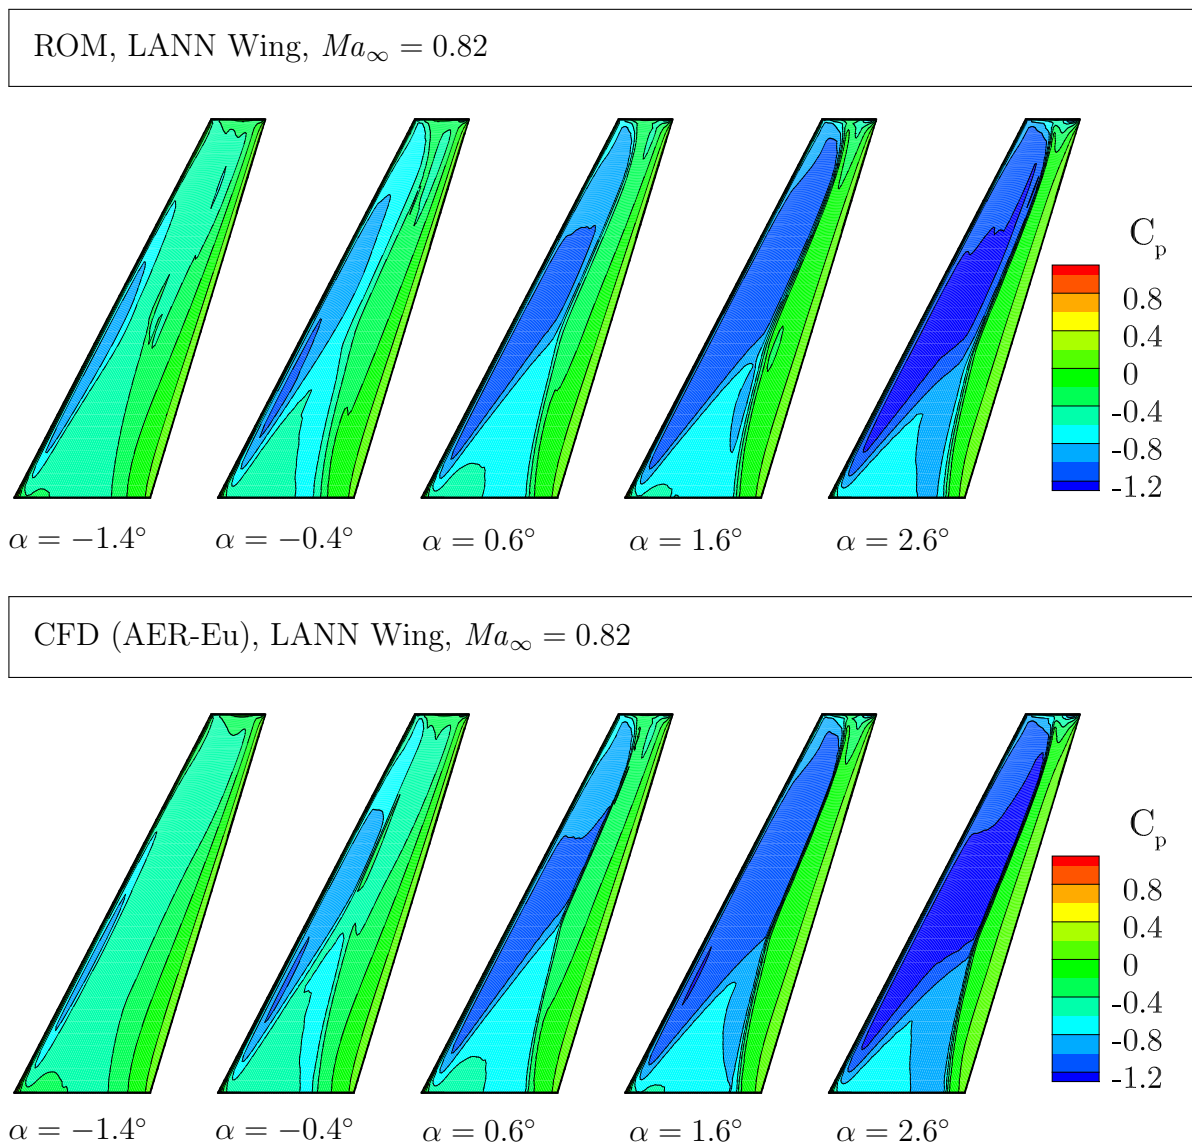 ROM, LANN Wing, Ma∞ = 0.82
Cp
0.8
0.4
0
-0.4
-0.8
-1.2
α = −1.4° α = −0.4° α = 0.6° α = 1.6° α = 2.6°
CFD (AER-Eu), LANN Wing, Ma∞ = 0.82
Cp
0.8
0.4
0
-0.4
-0.8
-1.2
α = −1.4° α = −0.4° α = 0.6° α = 1.6° α = 2.6°